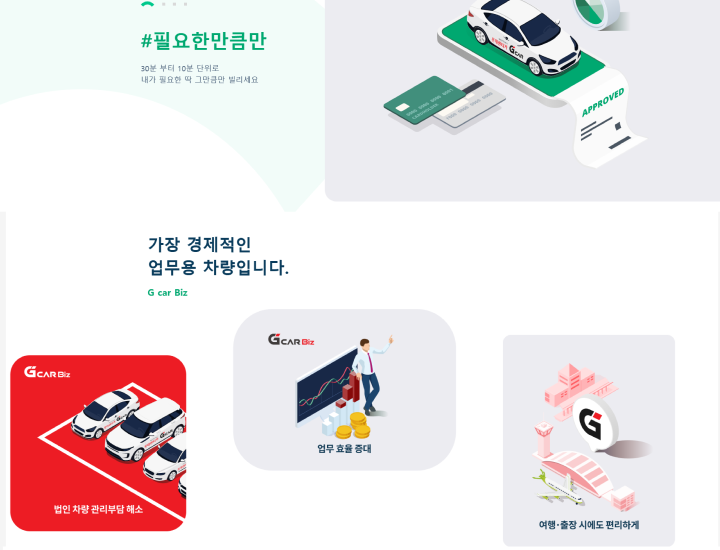 #필요한만큼만
30분 부터 10분 단위로
내가 필요한 딱 그만큼만 빌리세요
G CAR
APPROVED
가장 경제적인
업무용 차량입니다.
G car Biz
GCAR Biz
법인 차량 관리부담 해소
GCAR Biz
업무 효율 증대
G
여행·출장 시에도 편리하게